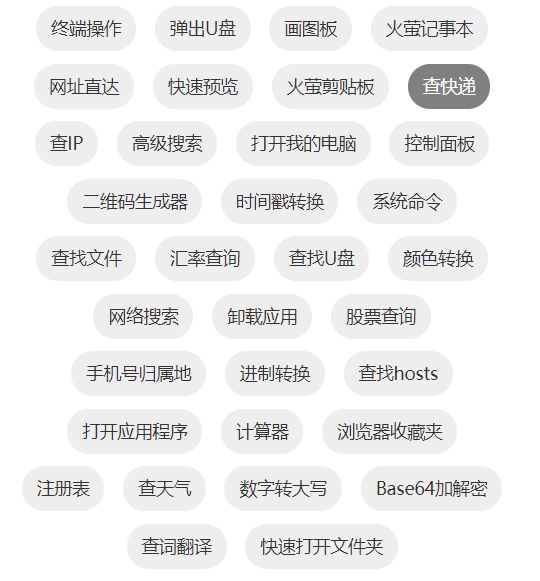 终端操作 弹出U盘 画图板 火萤记事本
网址直达 快速预览 火萤剪贴板 查快递
查IP 高级搜索 打开我的电脑 控制面板
二维码生成器 时间戳转换 系统命令
查找文件 汇率查询 查找U盘 颜色转换
网络搜索 卸载应用 股票查询
手机号归属地 进制转换 查找hosts
打开应用程序 计算器 浏览器收藏夹
注册表 查天气 数字转大写 Base64加解密
查词翻译 快速打开文件夹